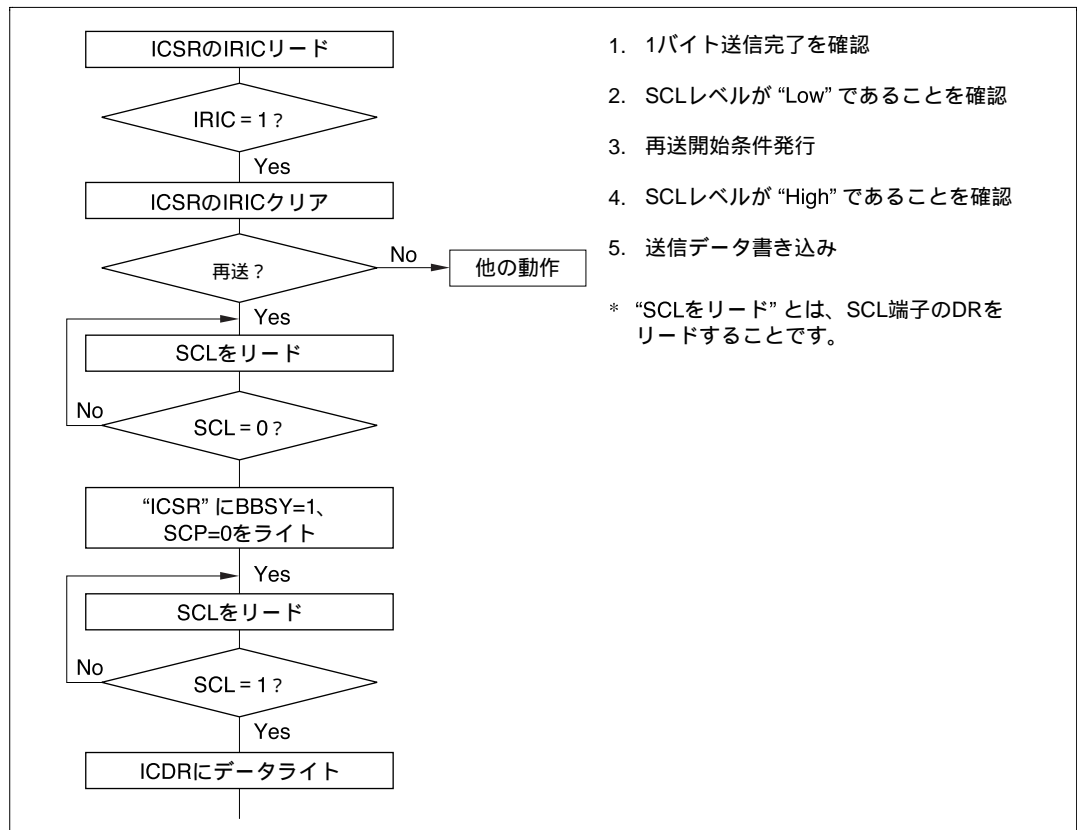 ICSRのIRICリード
IRIC = 1 ?
Yes
ICSRのIRICクリア
再送 ?
No
他の動作
Yes
SCLをリード
No
SCL = 0 ?
“ICSR” にBBSY=1、
SCP=0をライト
Yes
SCLをリード
No
SCL = 1 ?
Yes
ICDRにデータライト
1. 1バイト送信完了を確認
2. SCLレベルが “Low” であることを確認
3. 再送開始条件発行
4. SCLレベルが “High” であることを確認
5. 送信データ書き込み
* “SCLをリード” とは、SCL端子のDRを
リードすることです。